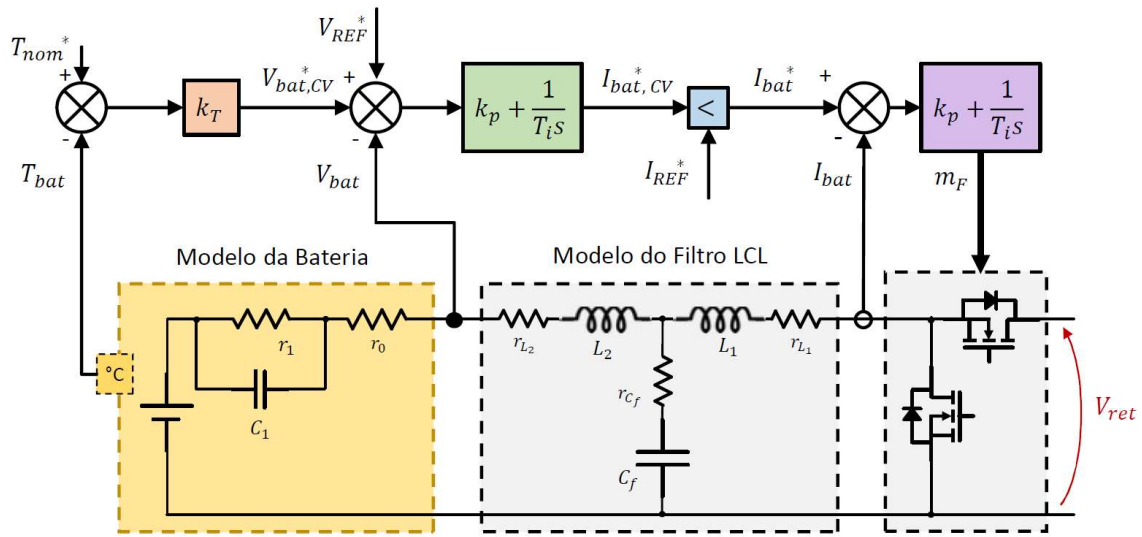 T_nom*
V_REF*
+
-
k_T
V*_bat,CV
+
-
k_p + 1/(T_i s)
I*_bat, CV
<
I*_bat
+
-
k_p + 1/(T_i s)
T_bat
V_bat
I_REF*
I_bat
m_F
Modelo da Bateria
Modelo do Filtro LCL
r_1
r_0
r_L2
L_2
L_1
r_L1
°C
C_1
r_Cf
C_f
V_ret